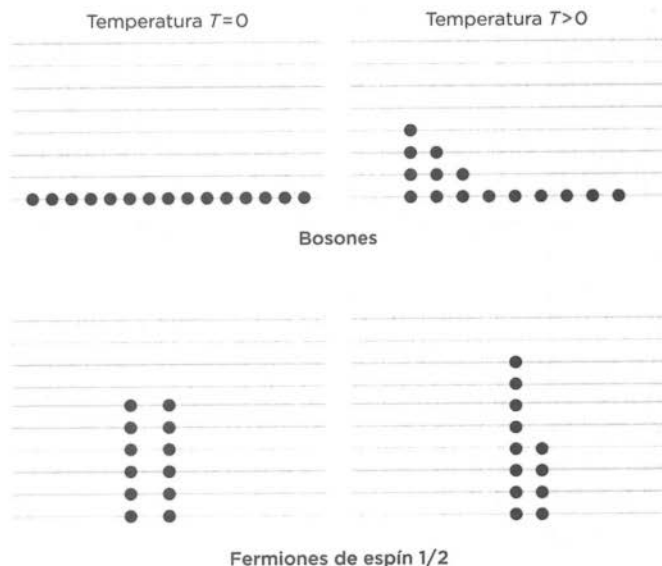 Temperatura T=0
Temperatura T>0
Bosones
Fermiones de espín 1/2